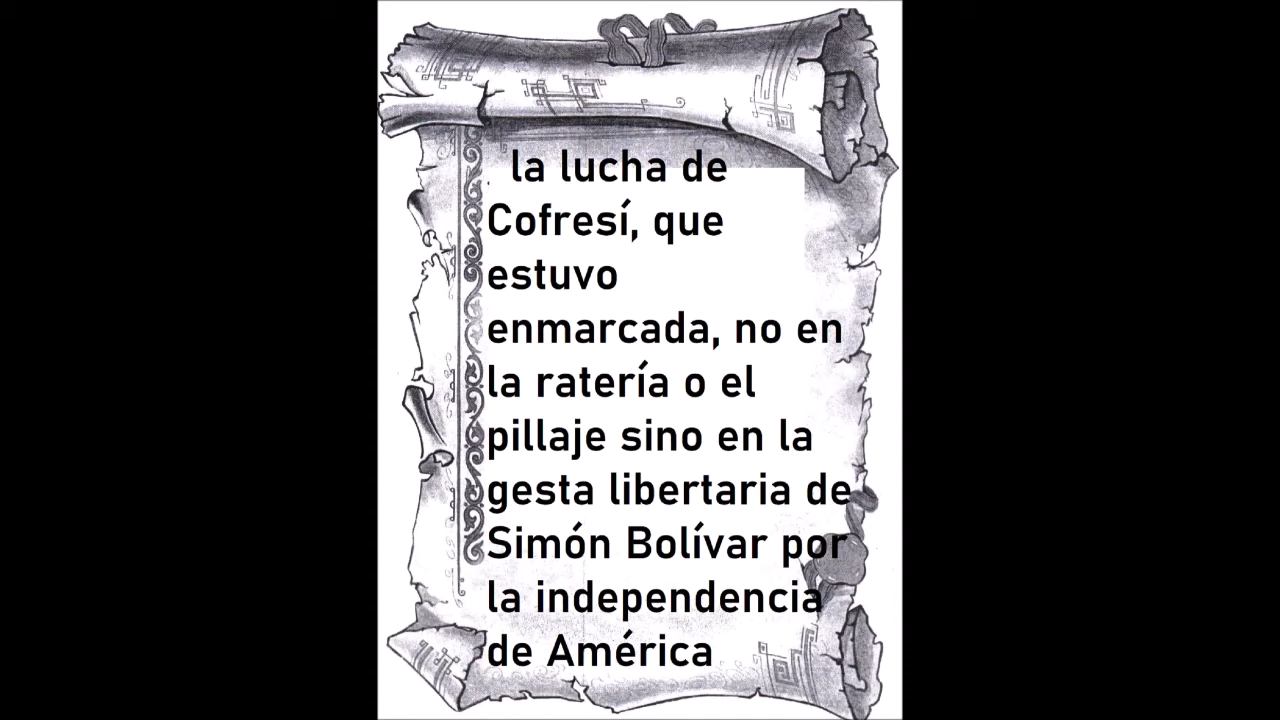 la lucha de
Cofresí, que
estuvo
enmarcada, no en
la ratería o el
pillaje sino en la
gesta libertaria de
Simón Bolívar por
la independencia
de América